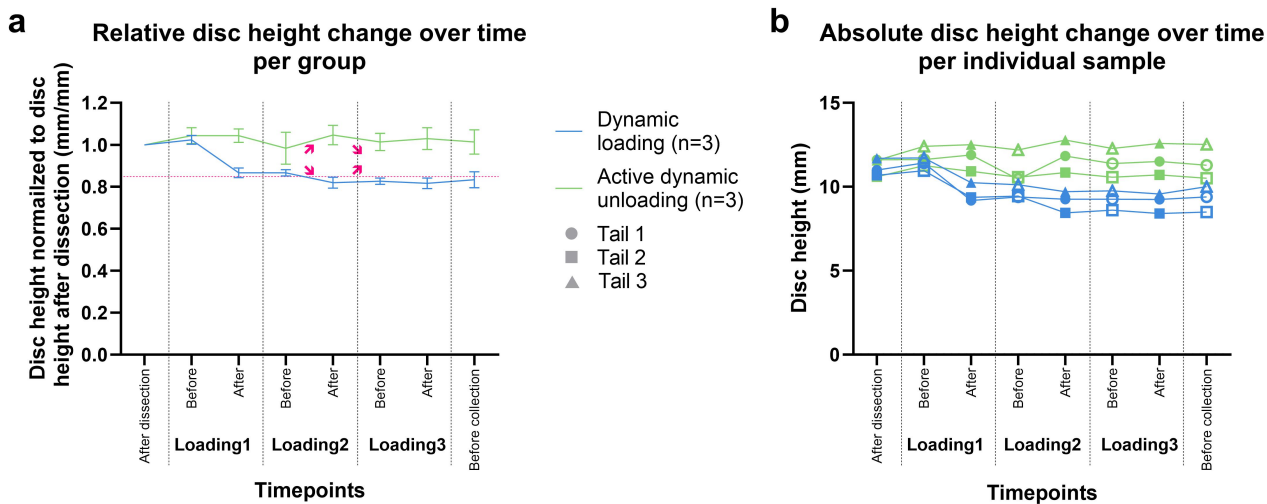 a
Relative disc height change over time
per group
Disc height normalized to disc
height after dissection (mm/mm)
1.2
1.0
0.8
0.6
0.4
0.2
0.0
After dissection
Before
After
Before
After
Before
After
Before collection
Loading1
Loading2
Loading3
Timepoints
Dynamic
loading (n=3)
Active dynamic
unloading (n=3)
Tail 1
Tail 2
Tail 3
b
Absolute disc height change over time
per individual sample
Disc height (mm)
15
10
5
0
After dissection
Before
After
Before
After
Before
After
Before collection
Loading1
Loading2
Loading3
Timepoints